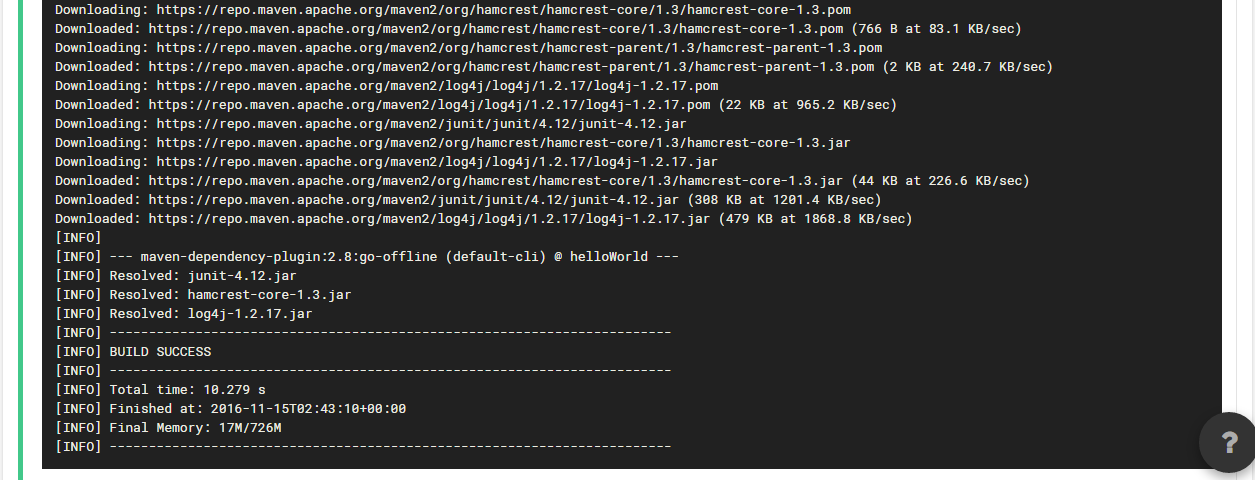 Downloading: https://repo.maven.apache.org/maven2/org/hamcrest/hamcrest-core/1.3/hamcrest-core-1.3.pom
Downloaded: https://repo.maven.apache.org/maven2/org/hamcrest/hamcrest-core/1.3/hamcrest-core-1.3.pom (766 B at 83.1 KB/sec)
Downloading: https://repo.maven.apache.org/maven2/org/hamcrest/hamcrest-parent/1.3/hamcrest-parent-1.3.pom
Downloaded: https://repo.maven.apache.org/maven2/org/hamcrest/hamcrest-parent/1.3/hamcrest-parent-1.3.pom (2 KB at 240.7 KB/sec)
Downloading: https://repo.maven.apache.org/maven2/log4j/log4j/1.2.17/log4j-1.2.17.pom
Downloaded: https://repo.maven.apache.org/maven2/log4j/log4j/1.2.17/log4j-1.2.17.pom (22 KB at 965.2 KB/sec)
Downloading: https://repo.maven.apache.org/maven2/junit/junit/4.12/junit-4.12.jar
Downloading: https://repo.maven.apache.org/maven2/org/hamcrest/hamcrest-core/1.3/hamcrest-core-1.3.jar
Downloading: https://repo.maven.apache.org/maven2/log4j/log4j/1.2.17/log4j-1.2.17.jar
Downloaded: https://repo.maven.apache.org/maven2/org/hamcrest/hamcrest-core/1.3/hamcrest-core-1.3.jar (44 KB at 226.6 KB/sec)
Downloaded: https://repo.maven.apache.org/maven2/junit/junit/4.12/junit-4.12.jar (308 KB at 1201.4 KB/sec)
Downloaded: https://repo.maven.apache.org/maven2/log4j/log4j/1.2.17/log4j-1.2.17.jar (479 KB at 1868.8 KB/sec)
[INFO]
[INFO] --- maven-dependency-plugin:2.8:go-offline (default-cli) @ helloWorld ---
[INFO] Resolved: junit-4.12.jar
[INFO] Resolved: hamcrest-core-1.3.jar
[INFO] Resolved: log4j-1.2.17.jar
[INFO] ------------------------------------------------------------------------
[INFO] BUILD SUCCESS
[INFO] ------------------------------------------------------------------------
[INFO] Total time: 10.279 s
[INFO] Finished at: 2016-11-15T02:43:10+00:00
[INFO] Final Memory: 17M/726M
[INFO] ------------------------------------------------------------------------
?